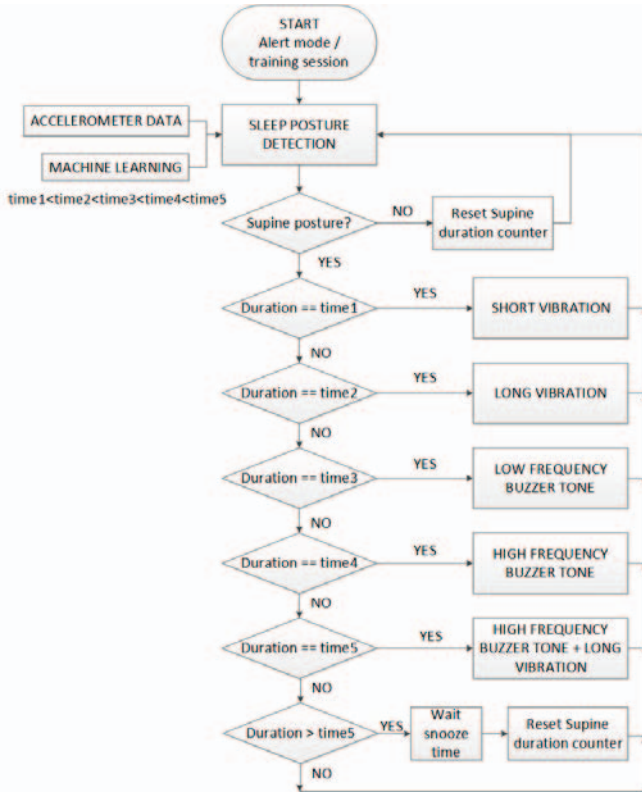 START
Alert mode /
training session
ACCELEROMETER DATA
MACHINE LEARNING
time1<time2<time3<time4<time5
SLEEP POSTURE
DETECTION
Supine posture?
NO
Reset Supine
duration counter
YES
Duration == time1
YES
SHORT VIBRATION
NO
Duration == time2
YES
LONG VIBRATION
NO
Duration == time3
YES
LOW FREQUENCY
BUZZER TONE
NO
Duration == time4
YES
HIGH FREQUENCY
BUZZER TONE
NO
Duration == time5
YES
HIGH FREQUENCY
BUZZER TONE + LONG
VIBRATION
NO
Duration > time5
YES
Wait
snooze
time
Reset Supine
duration counter
NO